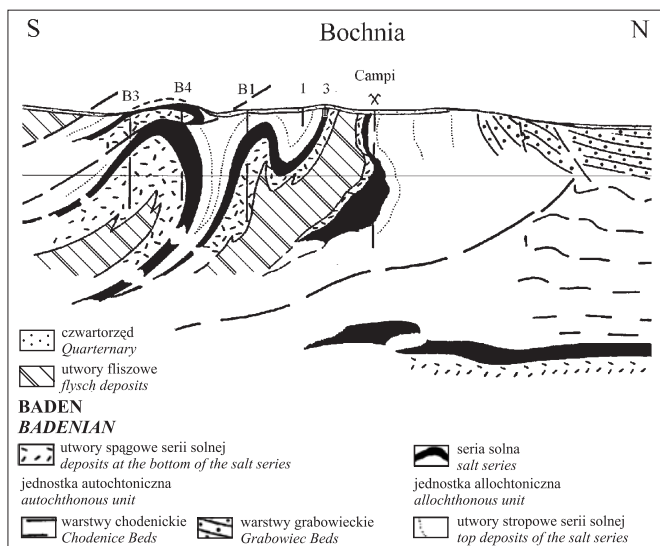 S Bochnia N
B3 B4 B1 1 3 Campi
czwartorzęd
Quarternary
utwory fliszowe
flysch deposits
BADEN
BADENIAN
utwory spągowe serii solnej
deposits at the bottom of the salt series
seria solna
salt series
jednostka autochtoniczna
autochthonous unit
jednostka allochtoniczna
allochthonous unit
warstwy chodenickie
Chodenice Beds
warstwy grabowieckie
Grabowiec Beds
utwory stropowe serii solnej
top deposits of the salt series